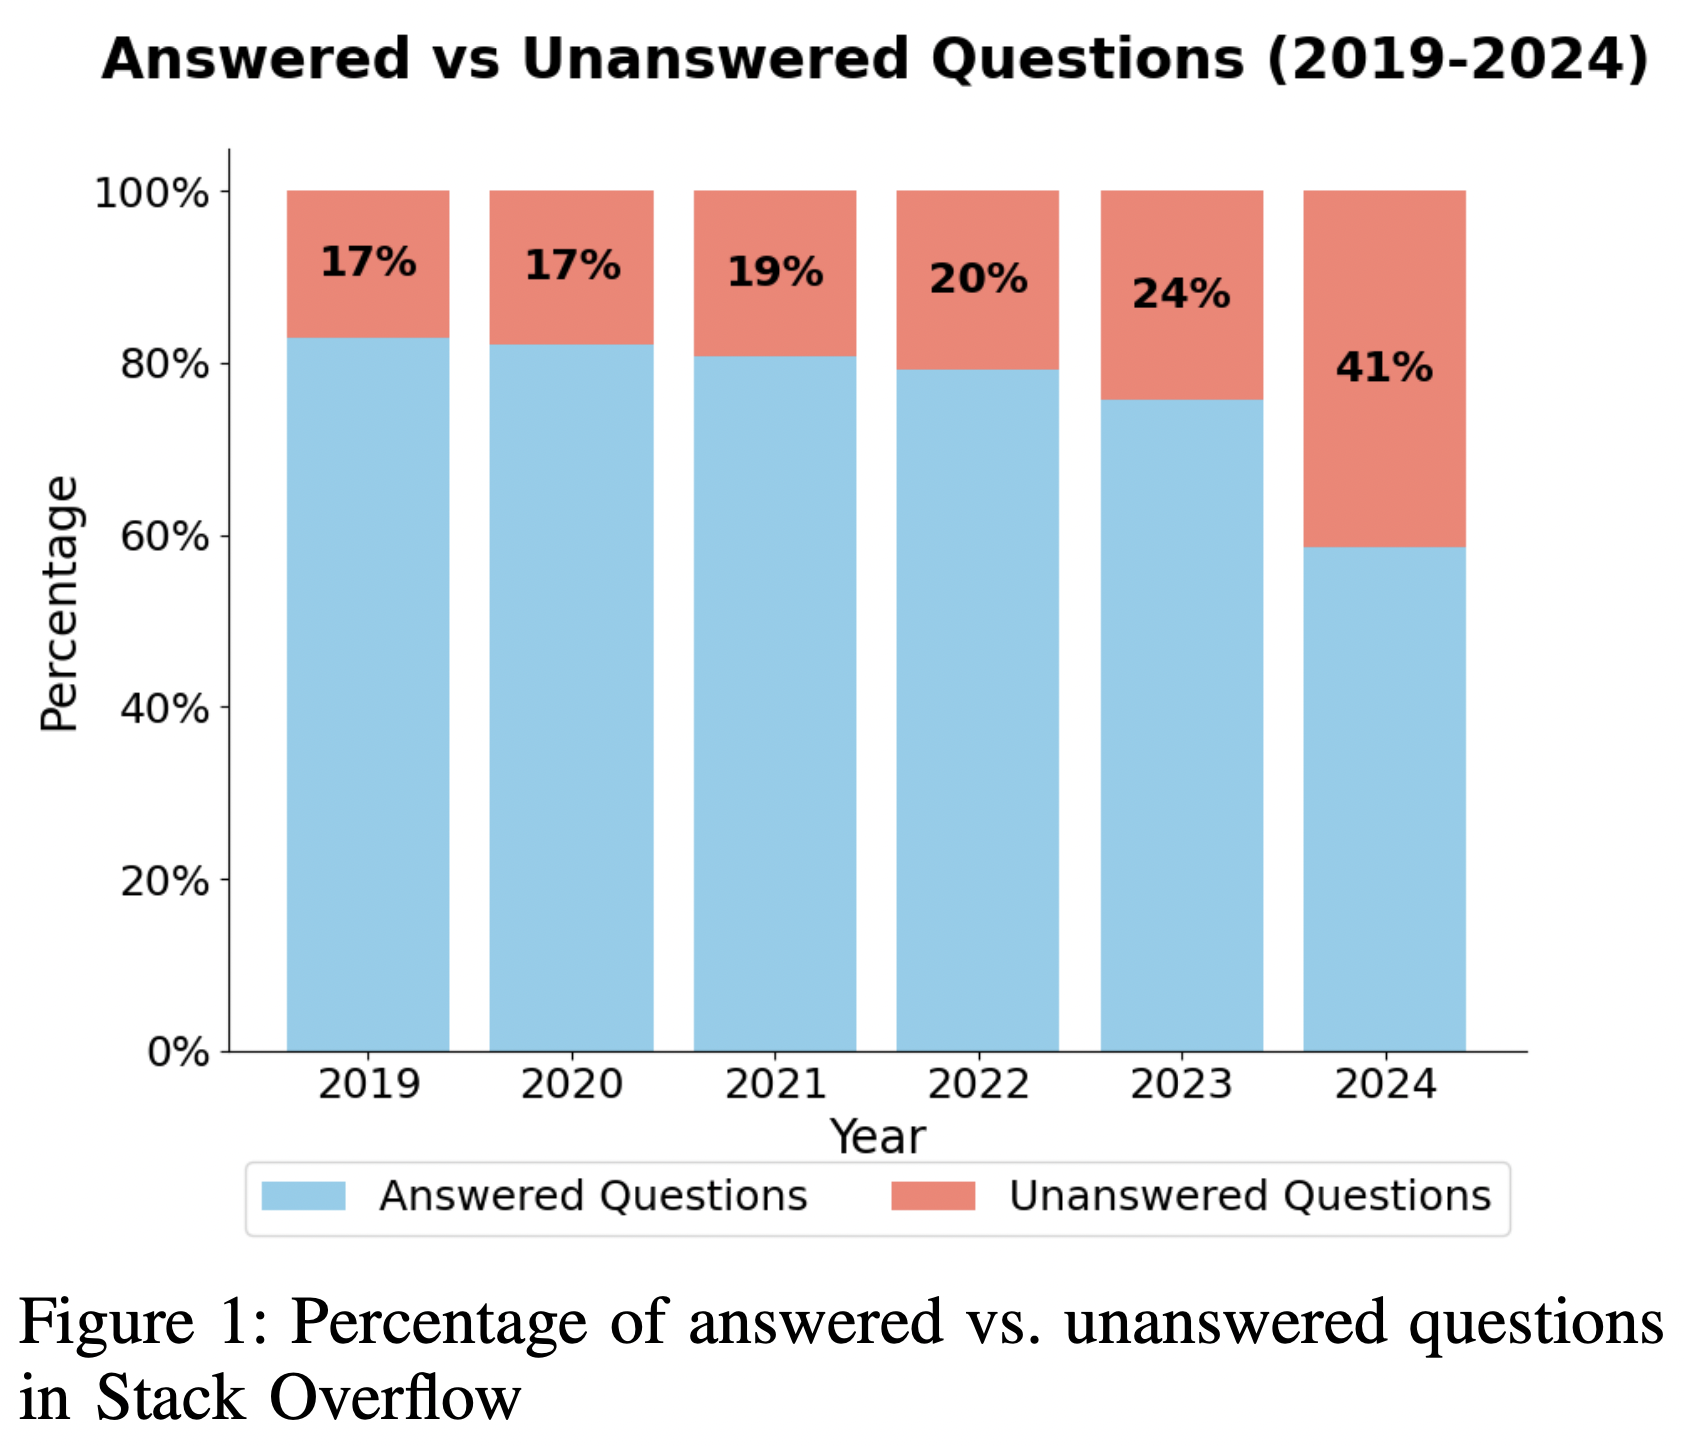 Answered vs Unanswered Questions (2019-2024)
100%
80%
60%
40%
20%
0%
Percentage
17%
17%
19%
20%
24%
41%
2019
2020
2021
2022
2023
2024
Year
Answered Questions
Unanswered Questions
Figure 1: Percentage of answered vs. unanswered questions
in Stack Overflow